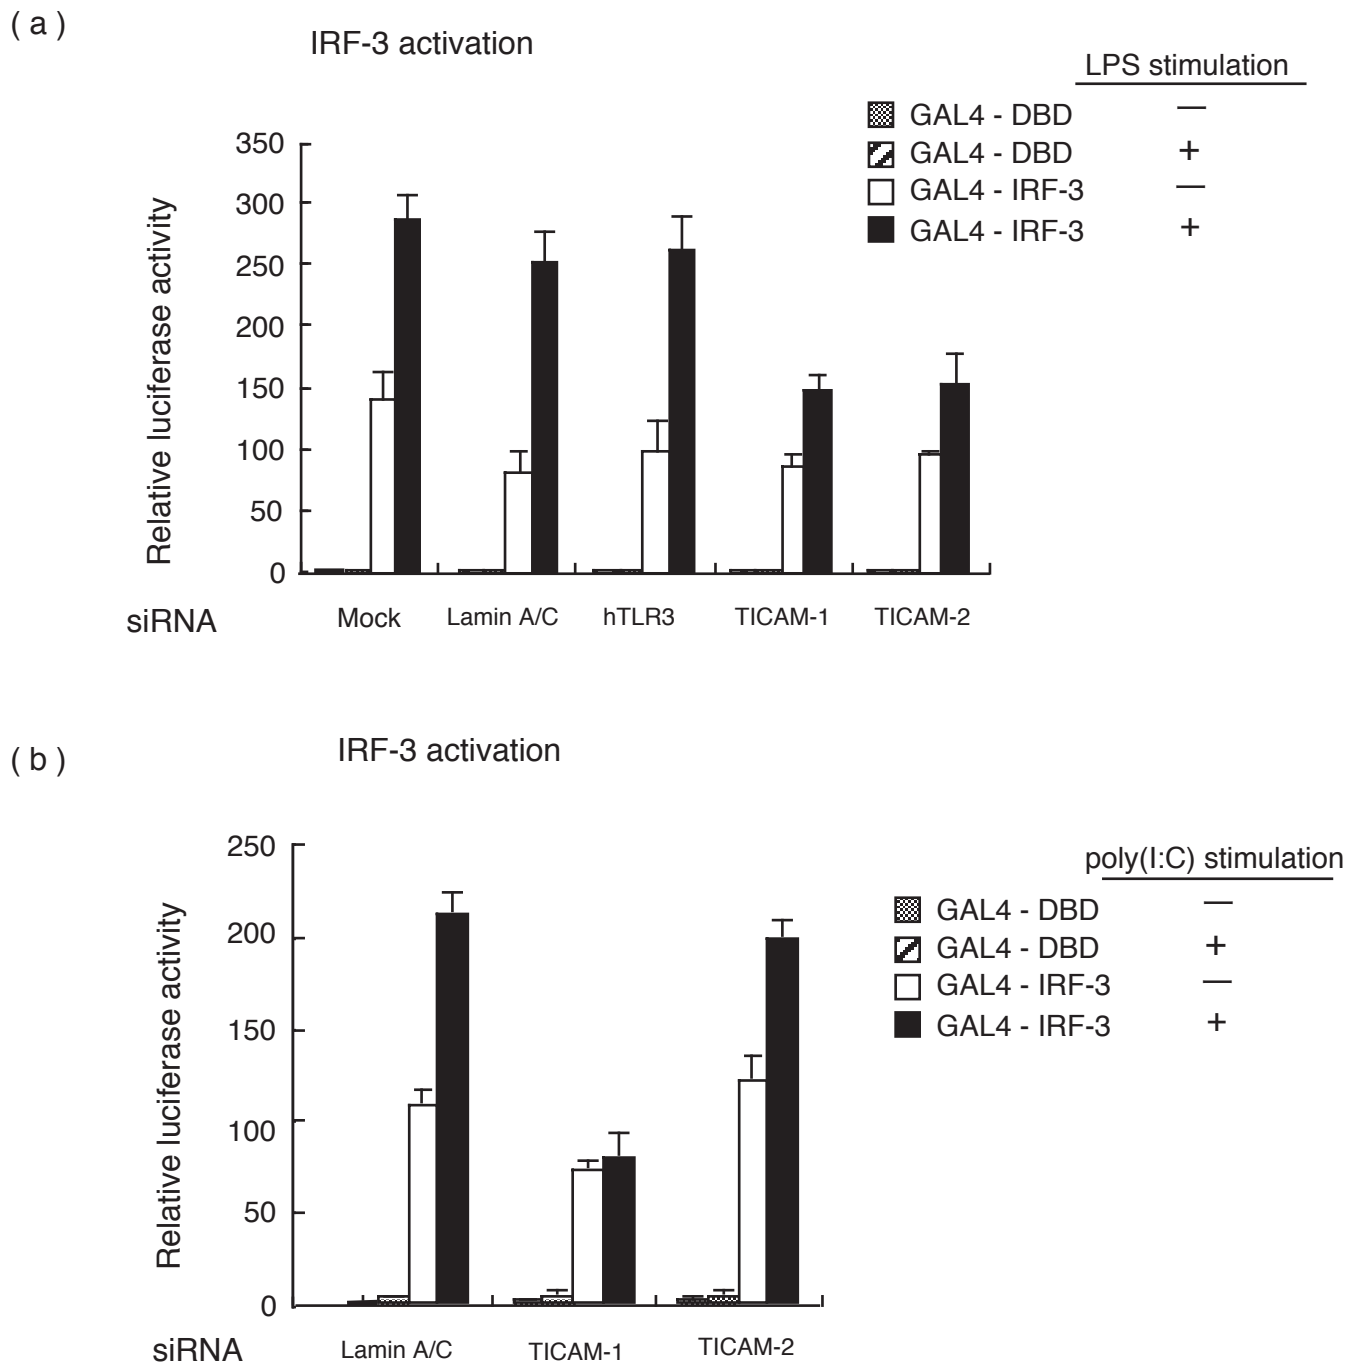 ( a )
IRF-3 activation
LPS stimulation
GAL4 - DBD —
GAL4 - DBD +
GAL4 - IRF-3 —
GAL4 - IRF-3 +
Relative luciferase activity
350
300
250
200
150
100
50
0
siRNA Mock Lamin A/C hTLR3 TICAM-1 TICAM-2
( b )
IRF-3 activation
poly(I:C) stimulation
GAL4 - DBD —
GAL4 - DBD +
GAL4 - IRF-3 —
GAL4 - IRF-3 +
Relative luciferase activity
250
200
150
100
50
0
siRNA Lamin A/C TICAM-1 TICAM-2